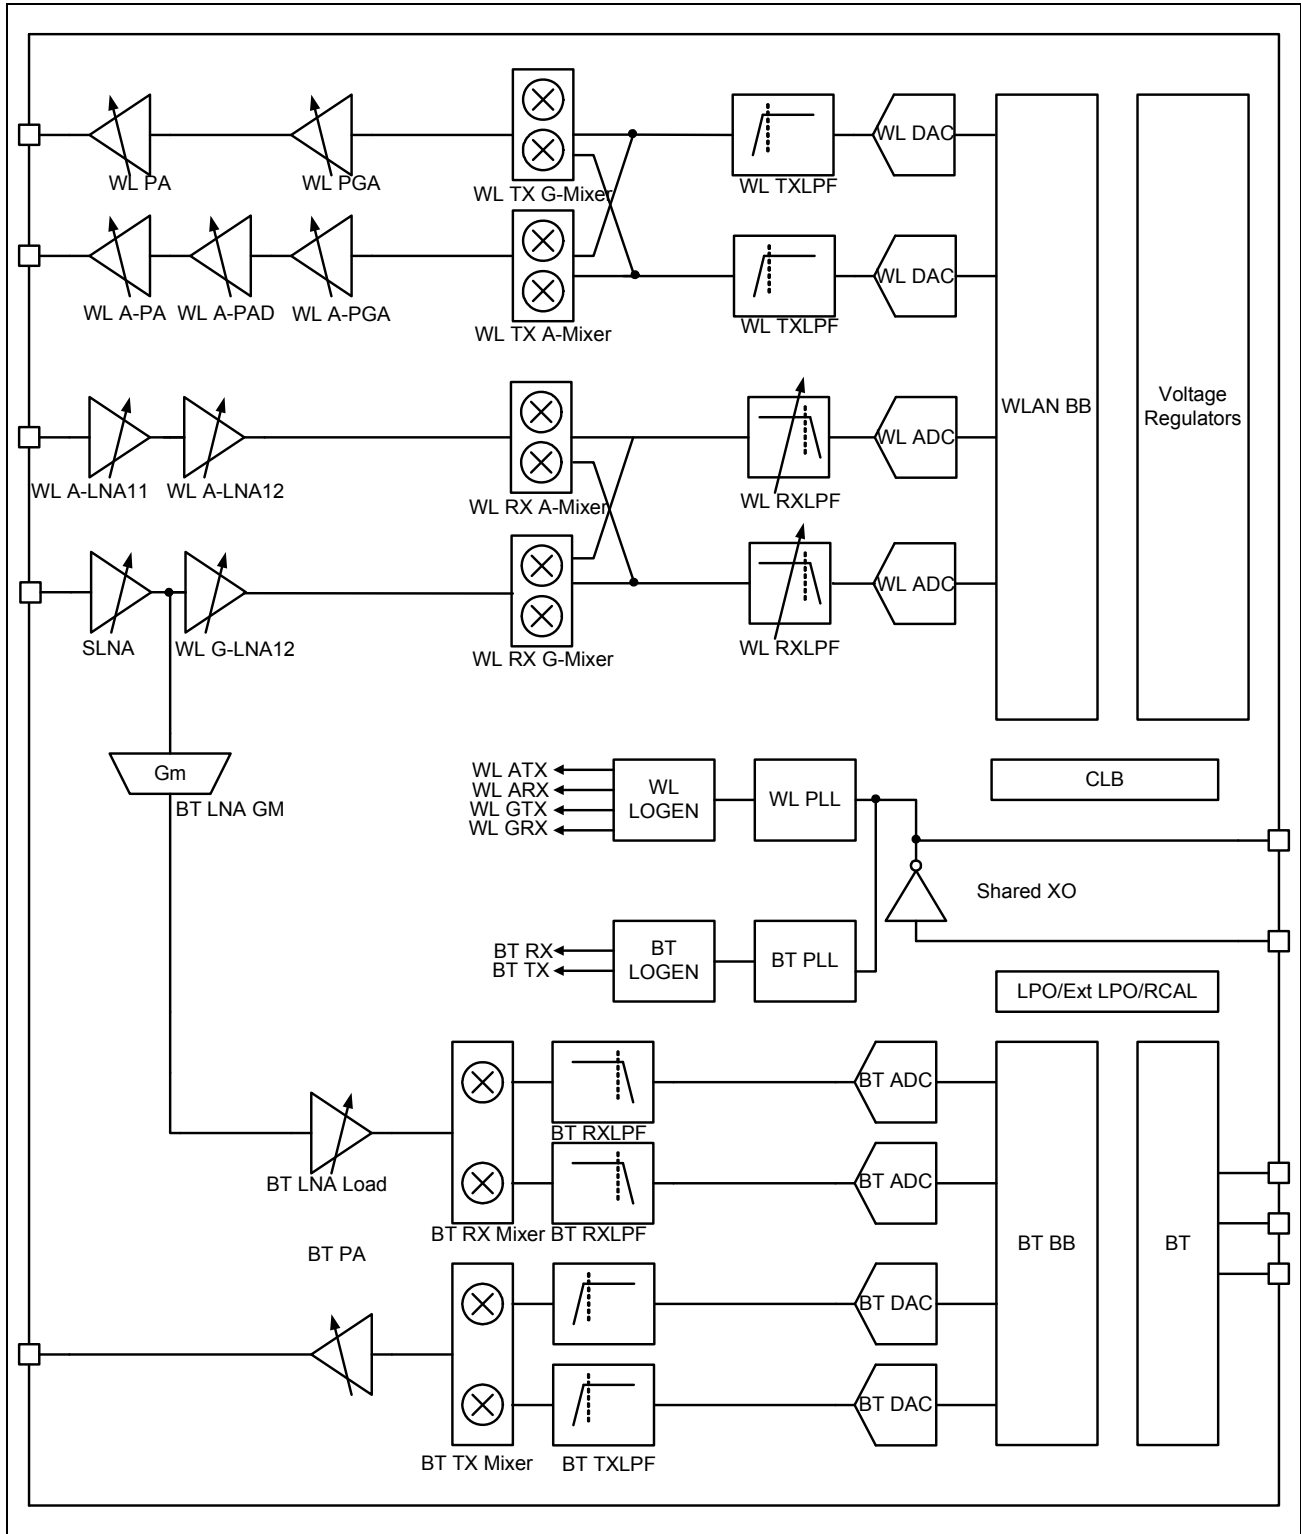 WL PA
WL PGA
WL TX G-Mixer
WL TXLPF
WL DAC
WL A-PA
WL A-PAD
WL A-PGA
WL TX A-Mixer
WL TXLPF
WL DAC
WLAN BB
Voltage
Regulators
WL A-LNA11
WL A-LNA12
WL RX A-Mixer
WL RXLPF
WL ADC
SLNA
WL G-LNA12
WL RX G-Mixer
WL RXLPF
WL ADC
Gm
BT LNA GM
WL ATX
WL ARX
WL GTX
WL GRX
WL
LOGEN
WL PLL
CLB
Shared XO
BT RX
BT TX
BT
LOGEN
BT PLL
LPO/Ext LPO/RCAL
BT LNA Load
BT RX Mixer
BT RXLPF
BT RXLPF
BT ADC
BT ADC
BT BB
BT
BT PA
BT TX Mixer
BT TXLPF
BT DAC
BT DAC